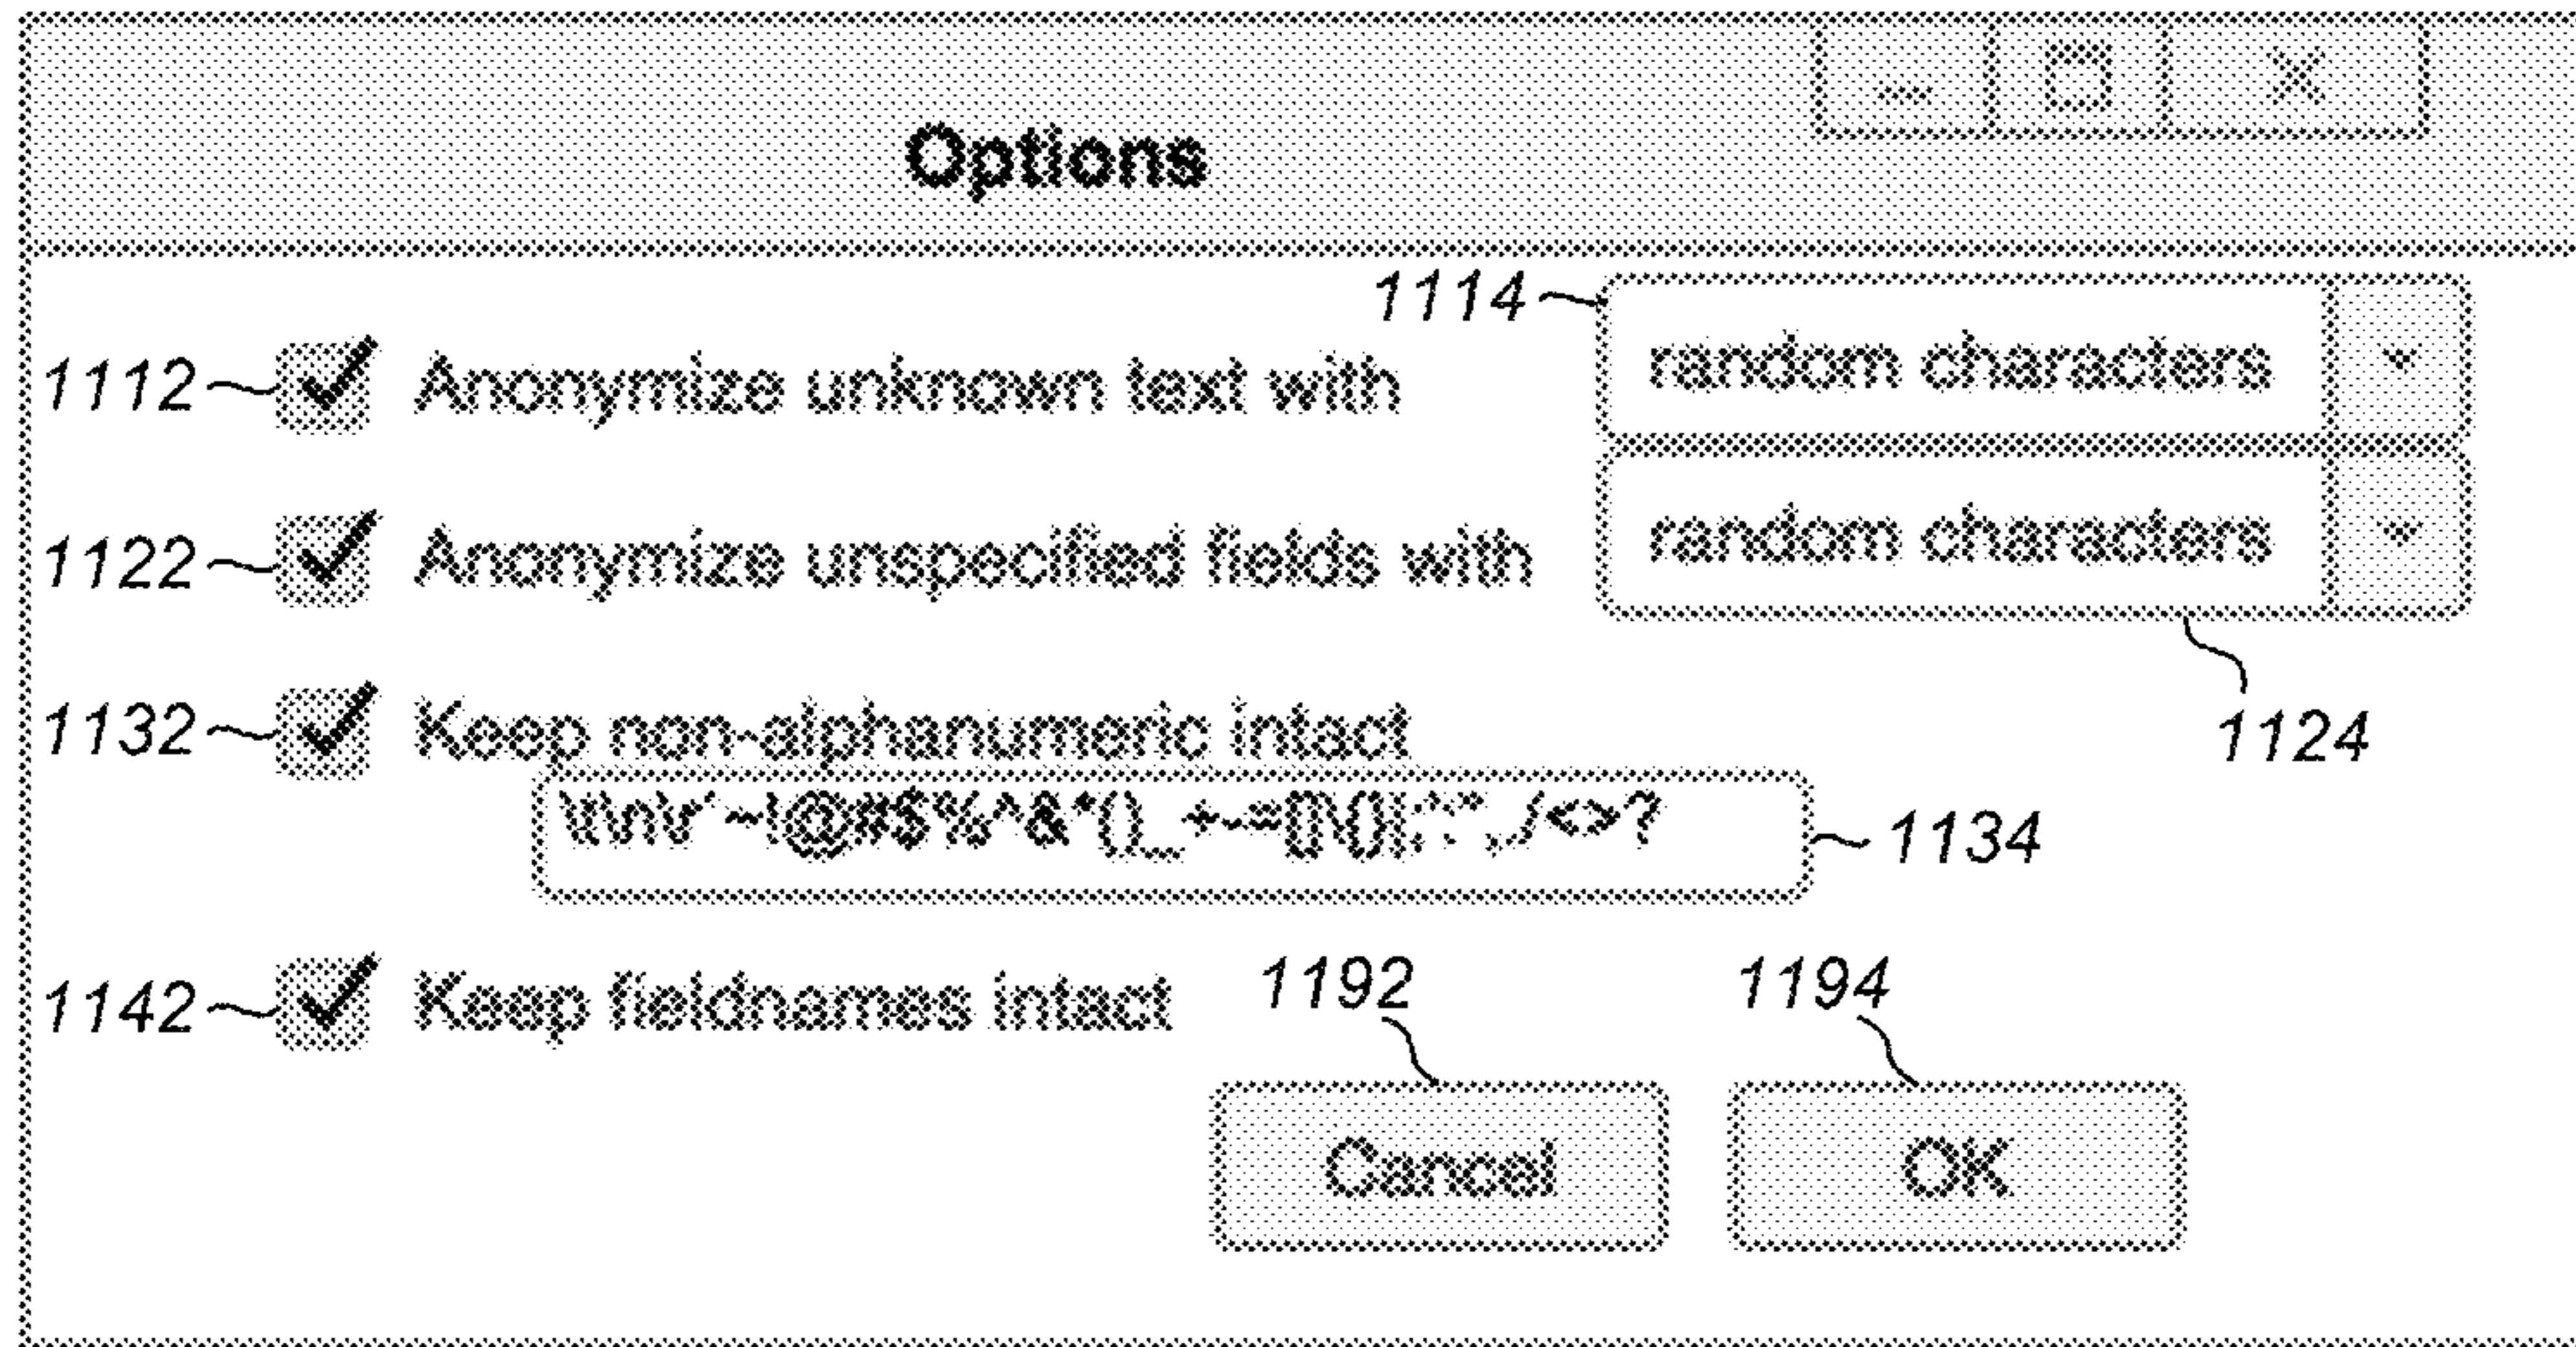 Options
1114
random characters
1112 Anonymize unknown text with
random characters
1122 Anonymize unspecified fields with
1124
1132 Keep non-alphanumeric intact
\t\n\r`~!@#$%^&*()_+-=[]\{}|;':",./<>?
1134
1142 Keep fieldnames intact
1192
1194
Cancel
OK